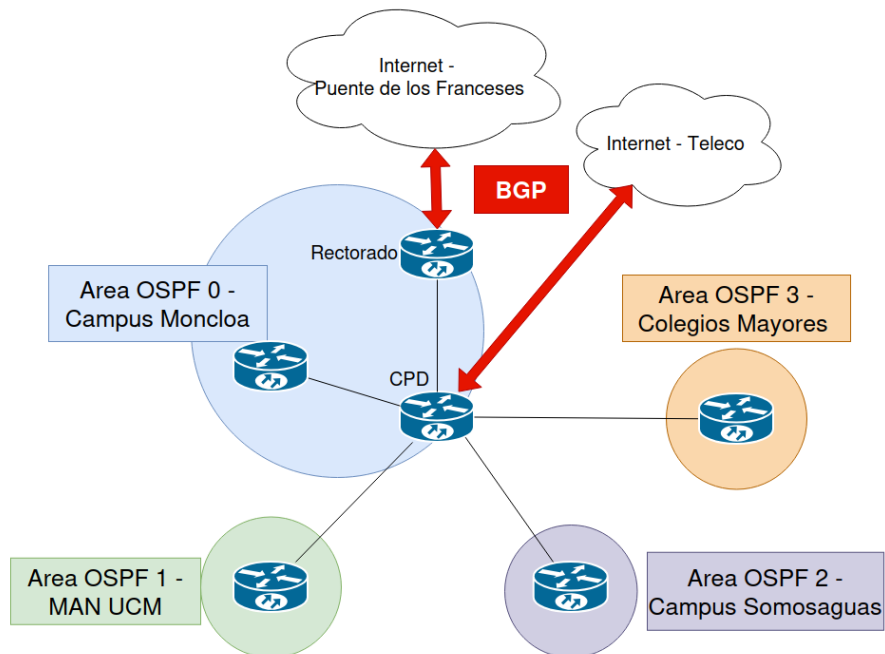 Internet -
Puente de los Franceses
Internet - Teleco
BGP
Rectorado
Area OSPF 0 -
Campus Moncloa
Area OSPF 3 -
Colegios Mayores
CPD
Area OSPF 1 -
MAN UCM
Area OSPF 2 -
Campus Somosaguas